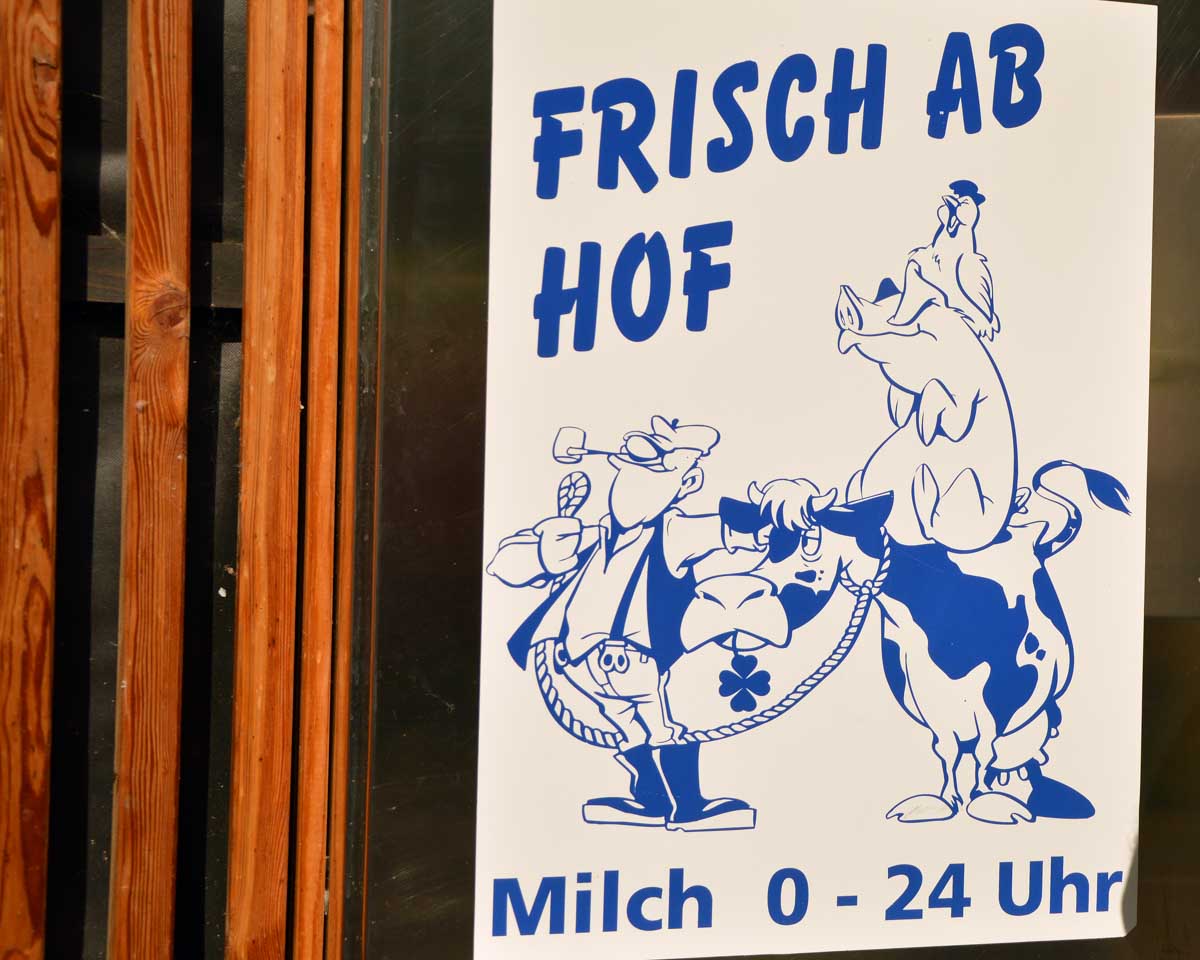 FRISCH AB
HOF
Milch 0 - 24 Uhr